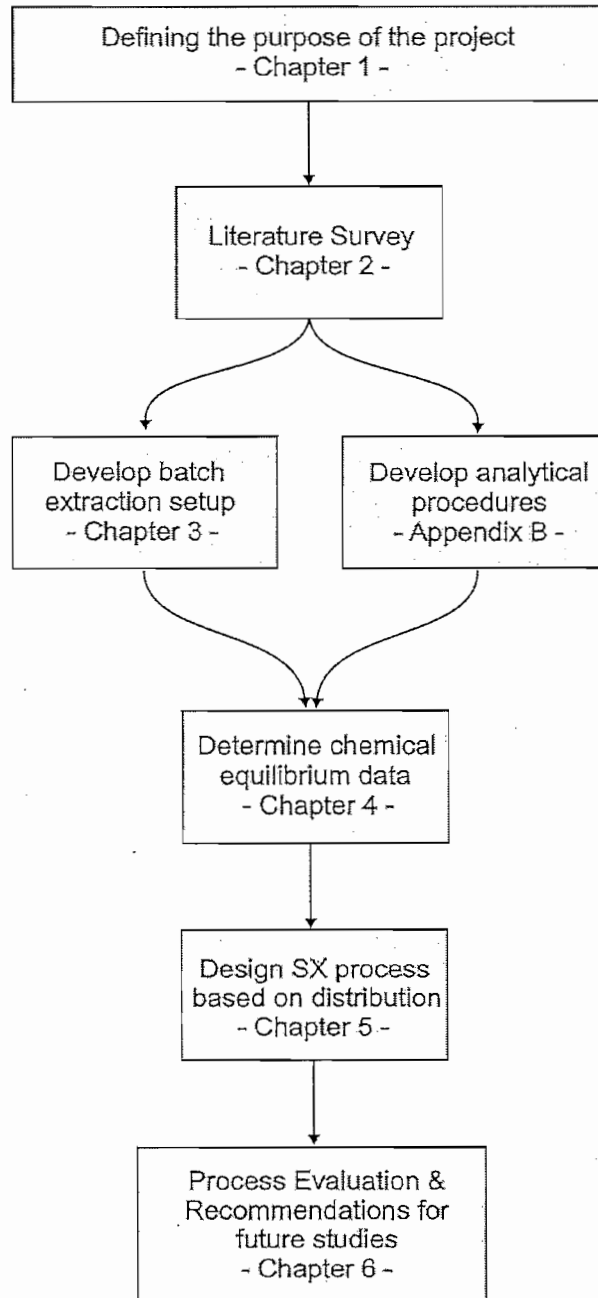 Defining the purpose of the project
- Chapter 1 -
Literature Survey
- Chapter 2 -
Develop batch
extraction setup
- Chapter 3 -
Develop analytical
procedures
- Appendix B -
Determine chemical
equilibrium data
- Chapter 4 -
Design SX process
based on distribution
- Chapter 5 -
Process Evaluation &
Recommendations for
future studies
- Chapter 6 -